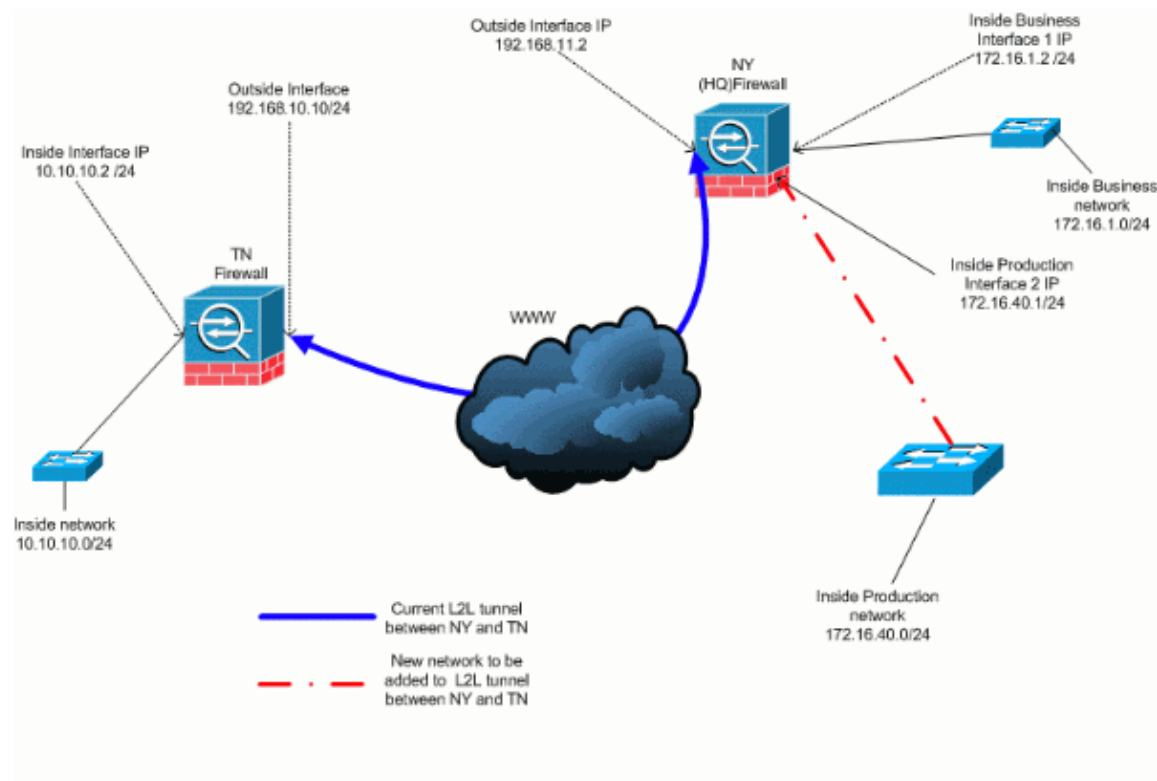 Outside Interface IP
192.168.11.2
Inside Business
Interface 1 IP
172.16.1.2 /24
NY
(HQ)Firewall
Outside Interface
192.168.10.10/24
Inside Interface IP
10.10.10.2 /24
Inside Business
network
172.16.1.0/24
TN
Firewall
Inside Production
Interface 2 IP
172.16.40.1/24
WWW
Inside network
10.10.10.0/24
Inside Production
network
172.16.40.0/24
Current L2L tunnel
between NY and TN
New network to be
added to L2L tunnel
between NY and TN